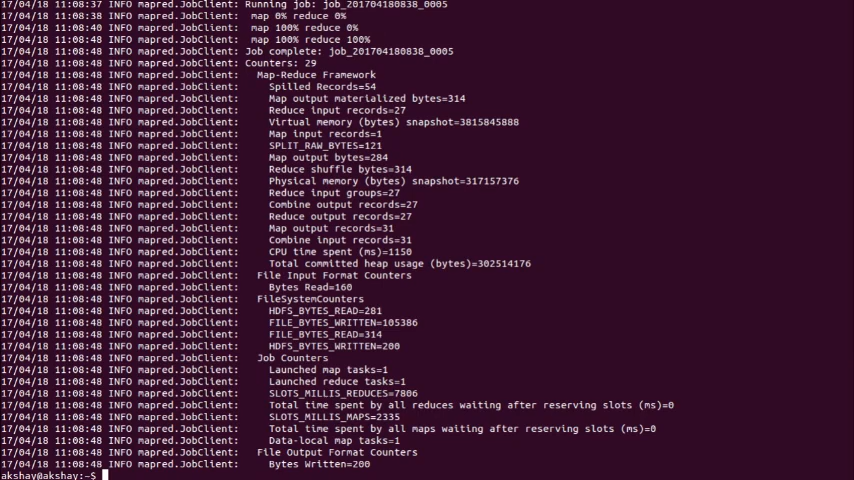 17/04/18 11:08:37 INFO mapred.JobClient: Running job: job_201704180838_0005
17/04/18 11:08:38 INFO mapred.JobClient:  map 0% reduce 0%
17/04/18 11:08:40 INFO mapred.JobClient:  map 100% reduce 0%
17/04/18 11:08:48 INFO mapred.JobClient:  map 100% reduce 100%
17/04/18 11:08:48 INFO mapred.JobClient: Job complete: job_201704180838_0005
17/04/18 11:08:48 INFO mapred.JobClient: Counters: 29
17/04/18 11:08:48 INFO mapred.JobClient:   Map-Reduce Framework
17/04/18 11:08:48 INFO mapred.JobClient:     Spilled Records=54
17/04/18 11:08:48 INFO mapred.JobClient:     Map output materialized bytes=314
17/04/18 11:08:48 INFO mapred.JobClient:     Reduce input records=27
17/04/18 11:08:48 INFO mapred.JobClient:     Virtual memory (bytes) snapshot=3815845888
17/04/18 11:08:48 INFO mapred.JobClient:     Map input records=1
17/04/18 11:08:48 INFO mapred.JobClient:     SPLIT_RAW_BYTES=121
17/04/18 11:08:48 INFO mapred.JobClient:     Map output bytes=284
17/04/18 11:08:48 INFO mapred.JobClient:     Reduce shuffle bytes=314
17/04/18 11:08:48 INFO mapred.JobClient:     Physical memory (bytes) snapshot=317157376
17/04/18 11:08:48 INFO mapred.JobClient:     Reduce input groups=27
17/04/18 11:08:48 INFO mapred.JobClient:     Combine output records=27
17/04/18 11:08:48 INFO mapred.JobClient:     Reduce output records=27
17/04/18 11:08:48 INFO mapred.JobClient:     Map output records=31
17/04/18 11:08:48 INFO mapred.JobClient:     Combine input records=31
17/04/18 11:08:48 INFO mapred.JobClient:     CPU time spent (ms)=1150
17/04/18 11:08:48 INFO mapred.JobClient:     Total committed heap usage (bytes)=302514176
17/04/18 11:08:48 INFO mapred.JobClient:   File Input Format Counters
17/04/18 11:08:48 INFO mapred.JobClient:     Bytes Read=160
17/04/18 11:08:48 INFO mapred.JobClient:   FileSystemCounters
17/04/18 11:08:48 INFO mapred.JobClient:     HDFS_BYTES_READ=281
17/04/18 11:08:48 INFO mapred.JobClient:     FILE_BYTES_WRITTEN=105386
17/04/18 11:08:48 INFO mapred.JobClient:     FILE_BYTES_READ=314
17/04/18 11:08:48 INFO mapred.JobClient:     HDFS_BYTES_WRITTEN=200
17/04/18 11:08:48 INFO mapred.JobClient:   Job Counters
17/04/18 11:08:48 INFO mapred.JobClient:     Launched map tasks=1
17/04/18 11:08:48 INFO mapred.JobClient:     Launched reduce tasks=1
17/04/18 11:08:48 INFO mapred.JobClient:     SLOTS_MILLIS_REDUCES=7806
17/04/18 11:08:48 INFO mapred.JobClient:     Total time spent by all reduces waiting after reserving slots (ms)=0
17/04/18 11:08:48 INFO mapred.JobClient:     SLOTS_MILLIS_MAPS=2335
17/04/18 11:08:48 INFO mapred.JobClient:     Total time spent by all maps waiting after reserving slots (ms)=0
17/04/18 11:08:48 INFO mapred.JobClient:     Data-local map tasks=1
17/04/18 11:08:48 INFO mapred.JobClient:   File Output Format Counters
17/04/18 11:08:48 INFO mapred.JobClient:     Bytes Written=200
akshay@akshay:~$